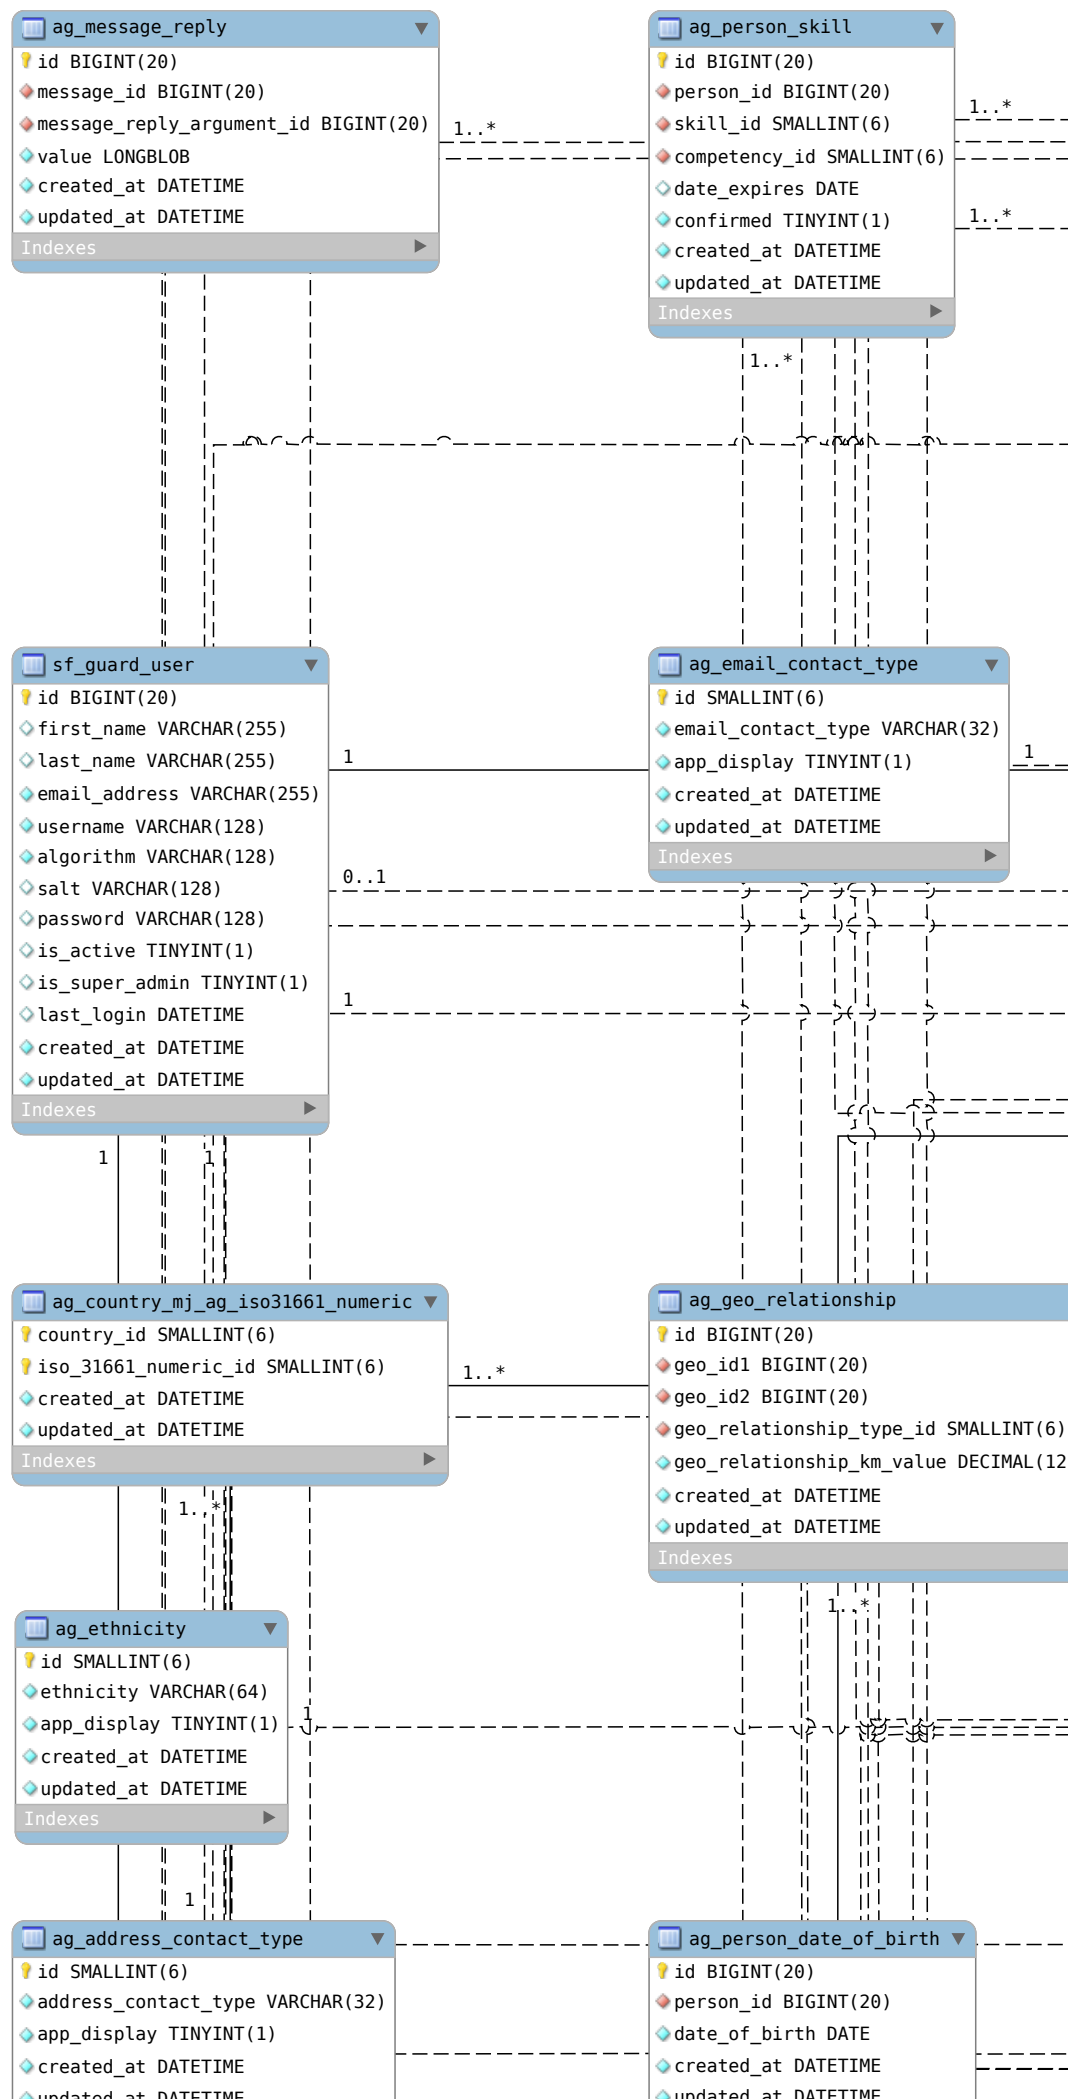 ag_message_reply
id BIGINT(20)
message_id BIGINT(20)
message_reply_argument_id BIGINT(20)
value LONGBLOB
created_at DATETIME
updated_at DATETIME
Indexes
1..*
ag_person_skill
id BIGINT(20)
person_id BIGINT(20)
skill_id SMALLINT(6)
competency_id SMALLINT(6)
date_expires DATE
confirmed TINYINT(1)
created_at DATETIME
updated_at DATETIME
Indexes
1..*
1..*
1..*
sf_guard_user
id BIGINT(20)
first_name VARCHAR(255)
last_name VARCHAR(255)
email_address VARCHAR(255)
username VARCHAR(128)
algorithm VARCHAR(128)
salt VARCHAR(128)
password VARCHAR(128)
is_active TINYINT(1)
is_super_admin TINYINT(1)
last_login DATETIME
created_at DATETIME
updated_at DATETIME
Indexes
1
0..1
1
1
1
ag_email_contact_type
id SMALLINT(6)
email_contact_type VARCHAR(32)
app_display TINYINT(1)
created_at DATETIME
updated_at DATETIME
Indexes
1
ag_country_mj_ag_iso31661_numeric
country_id SMALLINT(6)
iso_31661_numeric_id SMALLINT(6)
created_at DATETIME
updated_at DATETIME
Indexes
1..*
1..*
ag_geo_relationship
id BIGINT(20)
geo_id1 BIGINT(20)
geo_id2 BIGINT(20)
geo_relationship_type_id SMALLINT(6)
geo_relationship_km_value DECIMAL(12
created_at DATETIME
updated_at DATETIME
Indexes
1..*
ag_ethnicity
id SMALLINT(6)
ethnicity VARCHAR(64)
app_display TINYINT(1)
created_at DATETIME
updated_at DATETIME
Indexes
1
1
ag_address_contact_type
id SMALLINT(6)
address_contact_type VARCHAR(32)
app_display TINYINT(1)
created_at DATETIME
updated_at DATETIME
ag_person_date_of_birth
id BIGINT(20)
person_id BIGINT(20)
date_of_birth DATE
created_at DATETIME
updated_at DATETIME